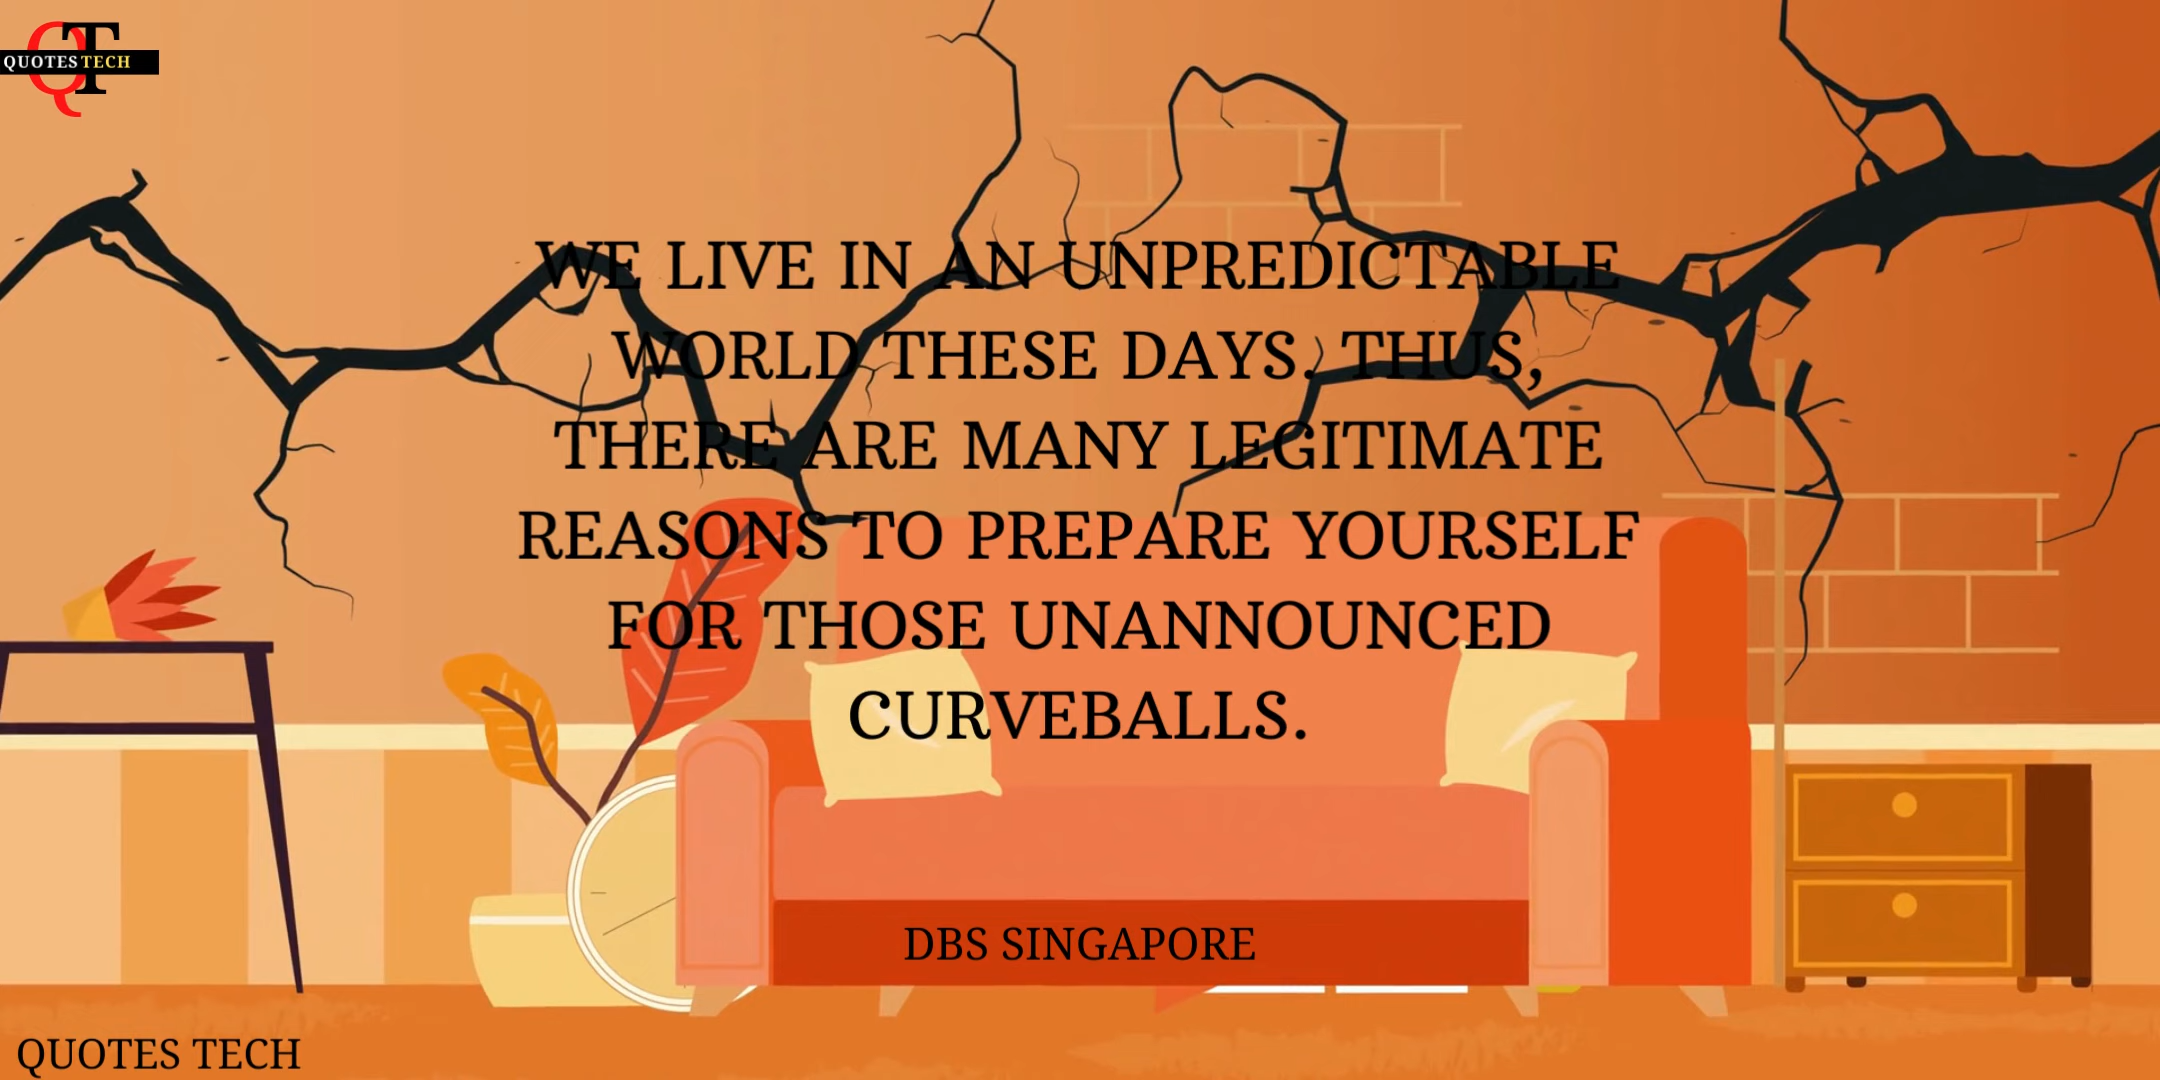 QT
QUOTES TECH
WE LIVE IN AN UNPREDICTABLE
WORLD THESE DAYS. THUS,
THERE ARE MANY LEGITIMATE
REASONS TO PREPARE YOURSELF
FOR THOSE UNANNOUNCED
CURVEBALLS.
DBS SINGAPORE
QUOTES TECH